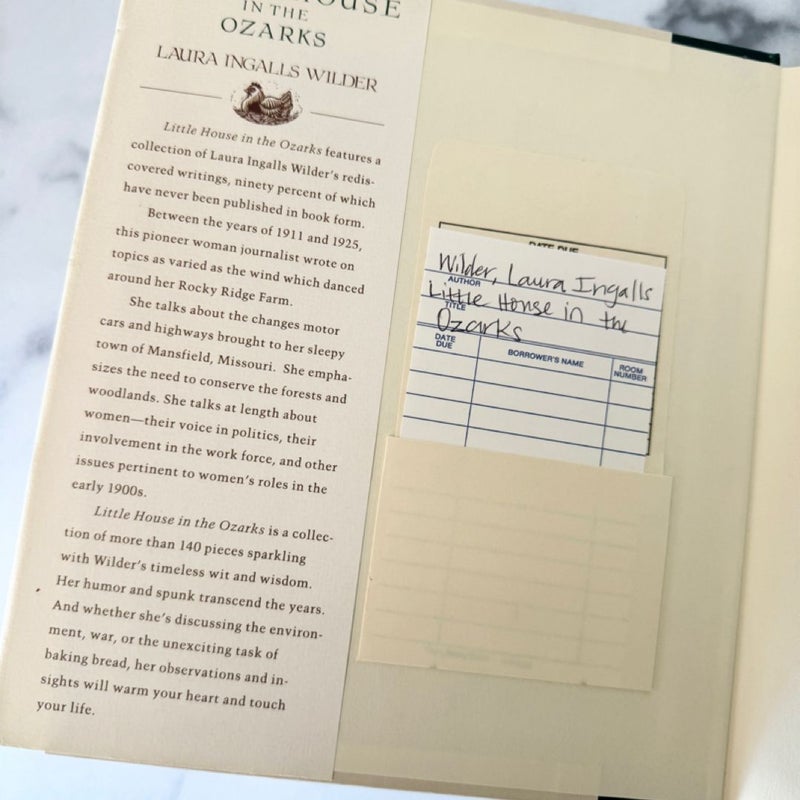 HOUSE
IN THE
OZARKS
LAURA INGALLS WILDER
Little House in the Ozarks features a
collection of Laura Ingalls Wilder's redis-
covered writings, ninety percent of which
have never been published in book form.
Between the years of 1911 and 1925,
this pioneer woman journalist wrote on
topics as varied as the wind which danced
around her Rocky Ridge Farm.
She talks about the changes motor
cars and highways brought to her sleepy
town of Mansfield, Missouri. She empha-
sizes the need to conserve the forests and
woodlands. She talks at length about
women—their voice in politics, their
involvement in the work force, and other
issues pertinent to women's roles in the
early 1900s.
Little House in the Ozarks is a collec-
tion of more than 140 pieces sparkling
with Wilder's timeless wit and wisdom.
Her humor and spunk transcend the years.
And whether she's discussing the environ-
ment, war, or the unexciting task of
baking bread, her observations and in-
sights will warm your heart and touch
your life.
DATE DUE
Wilder, Laura Ingalls
AUTHOR
Little House in the
TITLE
Ozarks
DATE DUE
BORROWER'S NAME
ROOM NUMBER